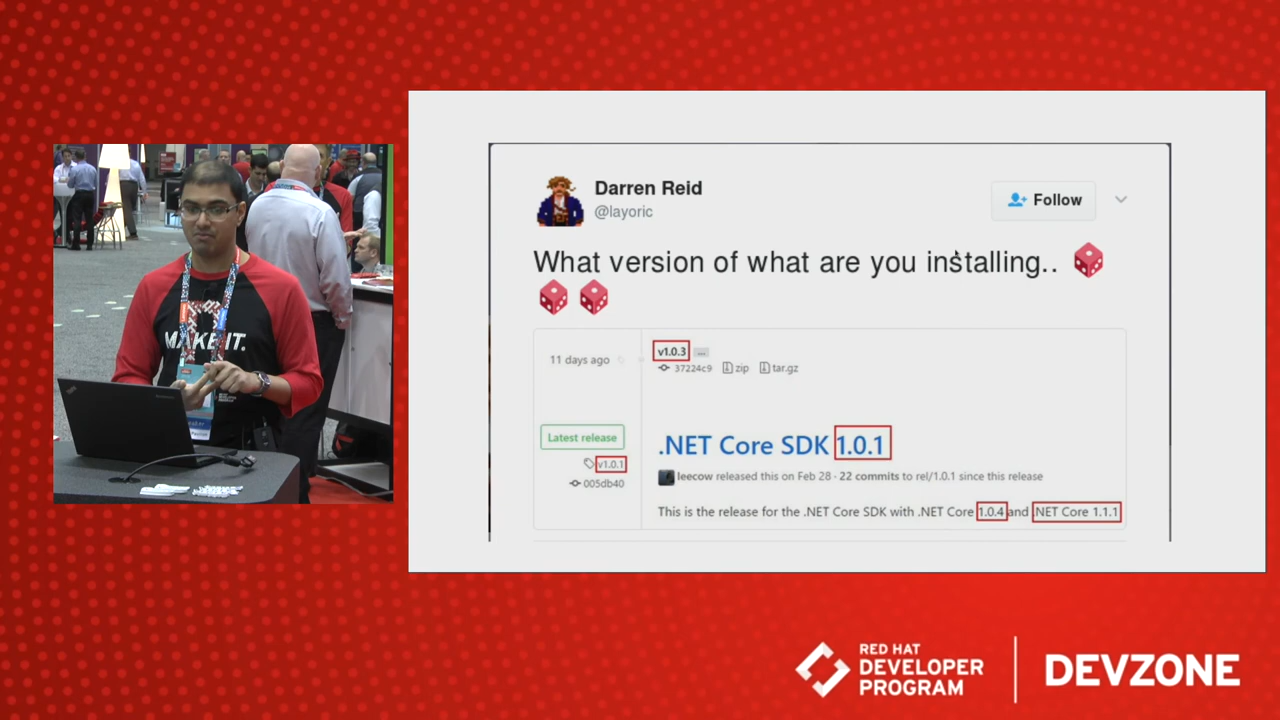 Darren Reid
@layoric
Follow
What version of what are you installing..
11 days ago
v1.0.3 ...
37224c9 zip tar.gz
Latest release
v1.0.1
005db40
.NET Core SDK 1.0.1
leecow released this on Feb 28 · 22 commits to rel/1.0.1 since this release
This is the release for the .NET Core SDK with .NET Core 1.0.4 and .NET Core 1.1.1
MAKE IT.
RED HAT
DEVELOPER
PROGRAM
DEVZONE